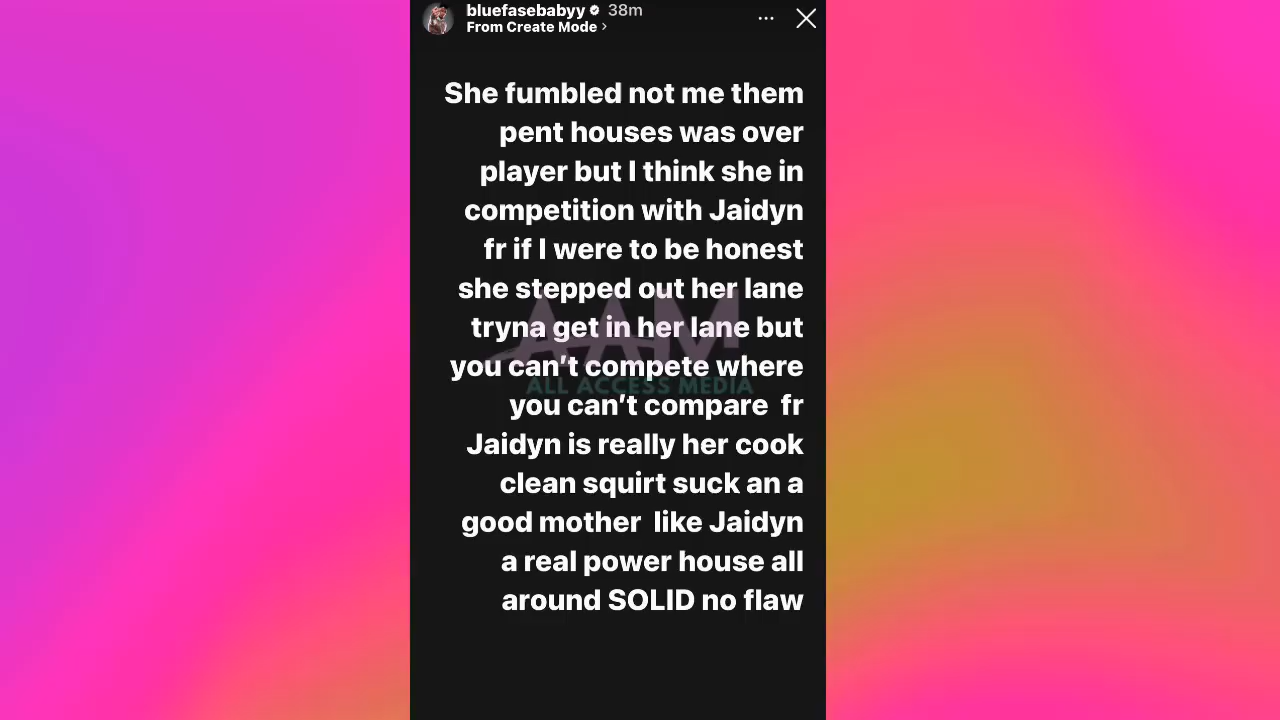 bluefasebabyy 38m
From Create Mode >
She fumbled not me them
pent houses was over
player but I think she in
competition with Jaidyn
fr if I were to be honest
she stepped out her lane
tryna get in her lane but
you can’t compete where
you can’t compare fr
Jaidyn is really her cook
clean squirt suck an a
good mother like Jaidyn
a real power house all
around SOLID no flaw
AAM
ALL ACCESS MEDIA